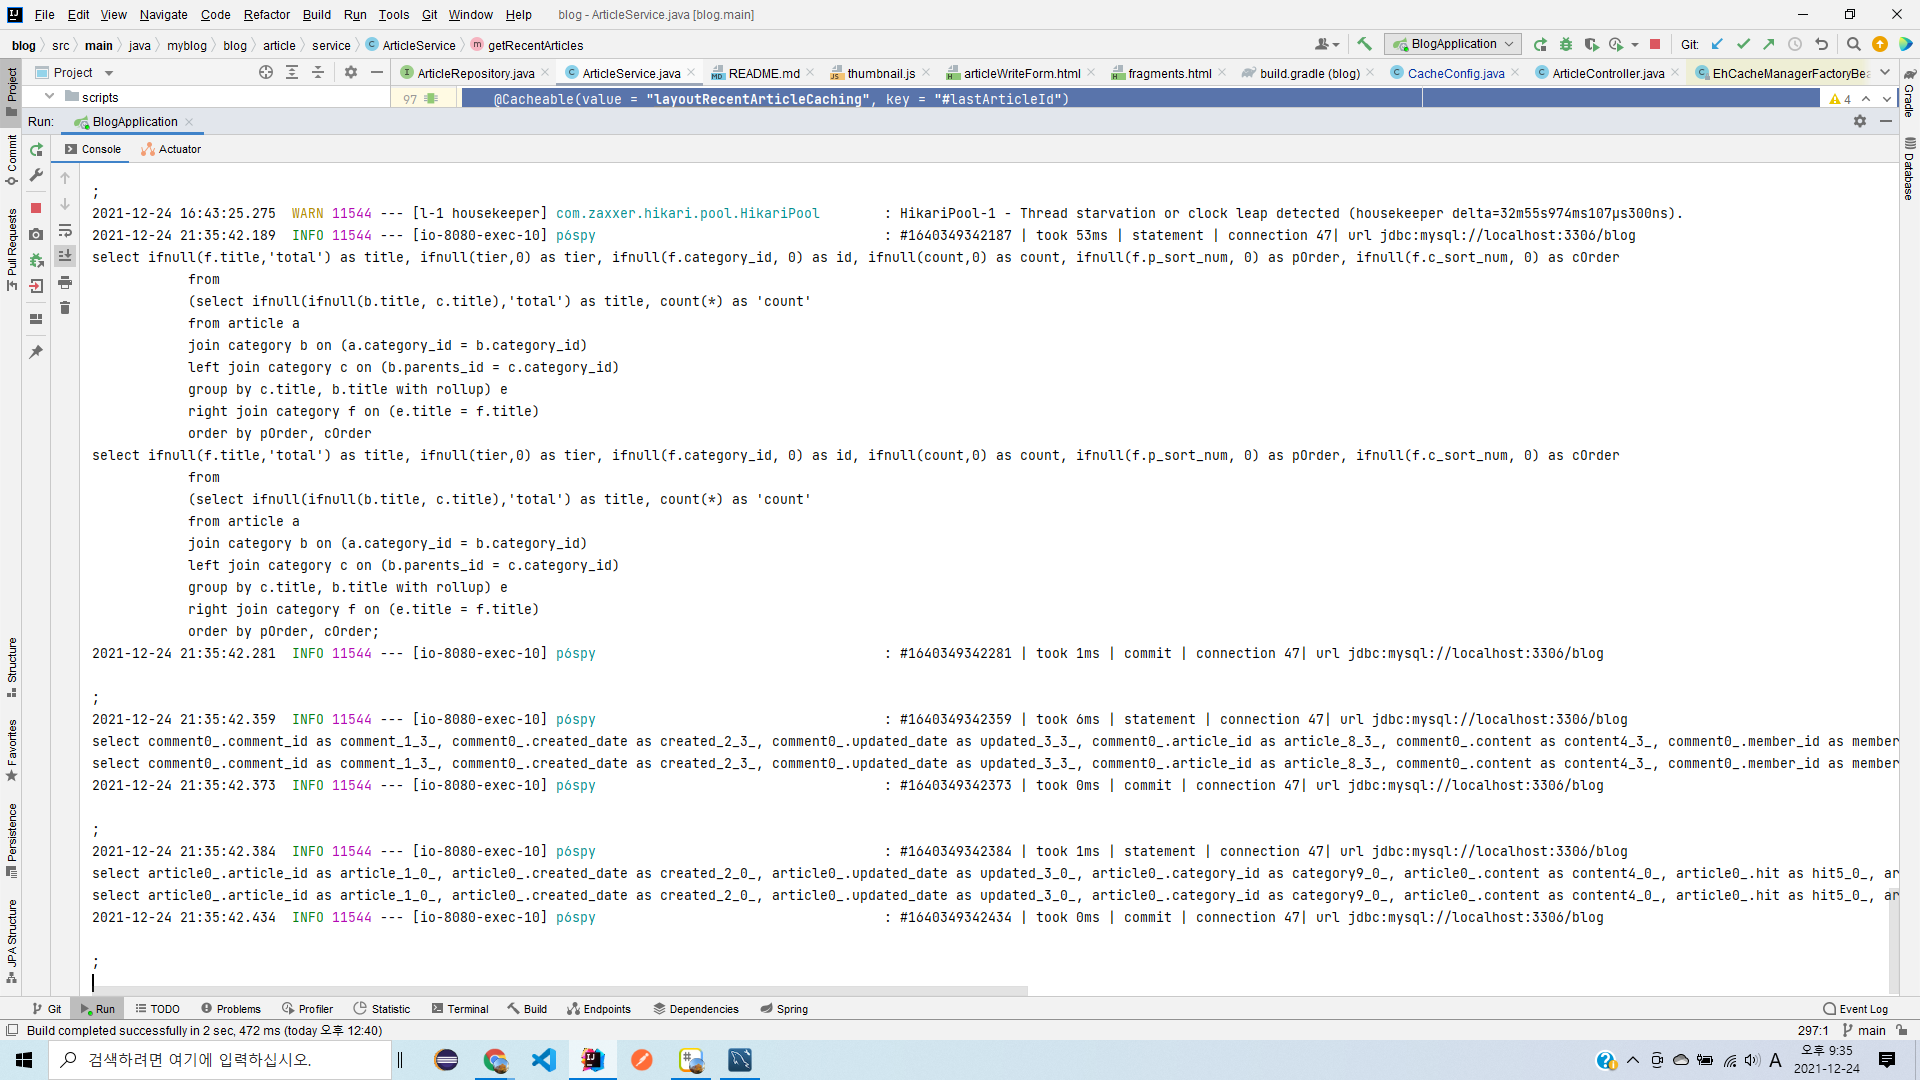 File Edit View Navigate Code Refactor Build Run Tools Git Window Help blog - ArticleService.java [blog.main]
blog src main java myblog blog article service ArticleService getRecentArticles BlogApplication Git:
Project ArticleRepository.java ArticleService.java README.md thumbnail.js articleWriteForm.html fragments.html build.gradle (blog) CacheConfig.java ArticleController.java EhCacheManagerFactoryBea
scripts 97 @Cacheable(value = "layoutRecentArticleCaching", key = "#lastArticleId") 4
Run: BlogApplication
Console Actuator
;
2021-12-24 16:43:25.275 WARN 11544 --- [l-1 housekeeper] com.zaxxer.hikari.pool.HikariPool : HikariPool-1 - Thread starvation or clock leap detected (housekeeper delta=32m55s974ms107µs300ns).
2021-12-24 21:35:42.189 INFO 11544 --- [io-8080-exec-10] p6spy : #1640349342187 | took 53ms | statement | connection 47| url jdbc:mysql://localhost:3306/blog
select ifnull(f.title,'total') as title, ifnull(tier,0) as tier, ifnull(f.category_id, 0) as id, ifnull(count,0) as count, ifnull(f.p_sort_num, 0) as pOrder, ifnull(f.c_sort_num, 0) as cOrder
from
(select ifnull(ifnull(b.title, c.title),'total') as title, count(*) as 'count'
from article a
join category b on (a.category_id = b.category_id)
left join category c on (b.parents_id = c.category_id)
group by c.title, b.title with rollup) e
right join category f on (e.title = f.title)
order by pOrder, cOrder
select ifnull(f.title,'total') as title, ifnull(tier,0) as tier, ifnull(f.category_id, 0) as id, ifnull(count,0) as count, ifnull(f.p_sort_num, 0) as pOrder, ifnull(f.c_sort_num, 0) as cOrder
from
(select ifnull(ifnull(b.title, c.title),'total') as title, count(*) as 'count'
from article a
join category b on (a.category_id = b.category_id)
left join category c on (b.parents_id = c.category_id)
group by c.title, b.title with rollup) e
right join category f on (e.title = f.title)
order by pOrder, cOrder;
2021-12-24 21:35:42.281 INFO 11544 --- [io-8080-exec-10] p6spy : #1640349342281 | took 1ms | commit | connection 47| url jdbc:mysql://localhost:3306/blog
;
2021-12-24 21:35:42.359 INFO 11544 --- [io-8080-exec-10] p6spy : #1640349342359 | took 6ms | statement | connection 47| url jdbc:mysql://localhost:3306/blog
select comment0_.comment_id as comment_1_3_, comment0_.created_date as created_2_3_, comment0_.updated_date as updated_3_3_, comment0_.article_id as article_8_3_, comment0_.content as content4_3_, comment0_.member_id as member
select comment0_.comment_id as comment_1_3_, comment0_.created_date as created_2_3_, comment0_.updated_date as updated_3_3_, comment0_.article_id as article_8_3_, comment0_.content as content4_3_, comment0_.member_id as member
2021-12-24 21:35:42.373 INFO 11544 --- [io-8080-exec-10] p6spy : #1640349342373 | took 0ms | commit | connection 47| url jdbc:mysql://localhost:3306/blog
;
2021-12-24 21:35:42.384 INFO 11544 --- [io-8080-exec-10] p6spy : #1640349342384 | took 1ms | statement | connection 47| url jdbc:mysql://localhost:3306/blog
select article0_.article_id as article_1_0_, article0_.created_date as created_2_0_, article0_.updated_date as updated_3_0_, article0_.category_id as category9_0_, article0_.content as content4_0_, article0_.hit as hit5_0_, ar
select article0_.article_id as article_1_0_, article0_.created_date as created_2_0_, article0_.updated_date as updated_3_0_, article0_.category_id as category9_0_, article0_.content as content4_0_, article0_.hit as hit5_0_, ar
2021-12-24 21:35:42.434 INFO 11544 --- [io-8080-exec-10] p6spy : #1640349342434 | took 0ms | commit | connection 47| url jdbc:mysql://localhost:3306/blog
;
Project
Commit
Pull Requests
Structure
Favorites
Persistence
JPA Structure
Gradle
Database
Git Run TODO Problems Profiler Statistic Terminal Build Endpoints Dependencies Spring Event Log
Build completed successfully in 2 sec, 472 ms (today 오후 12:40) 297:1 main
검색하려면 여기에 입력하십시오. A 오후 9:35
2021-12-24